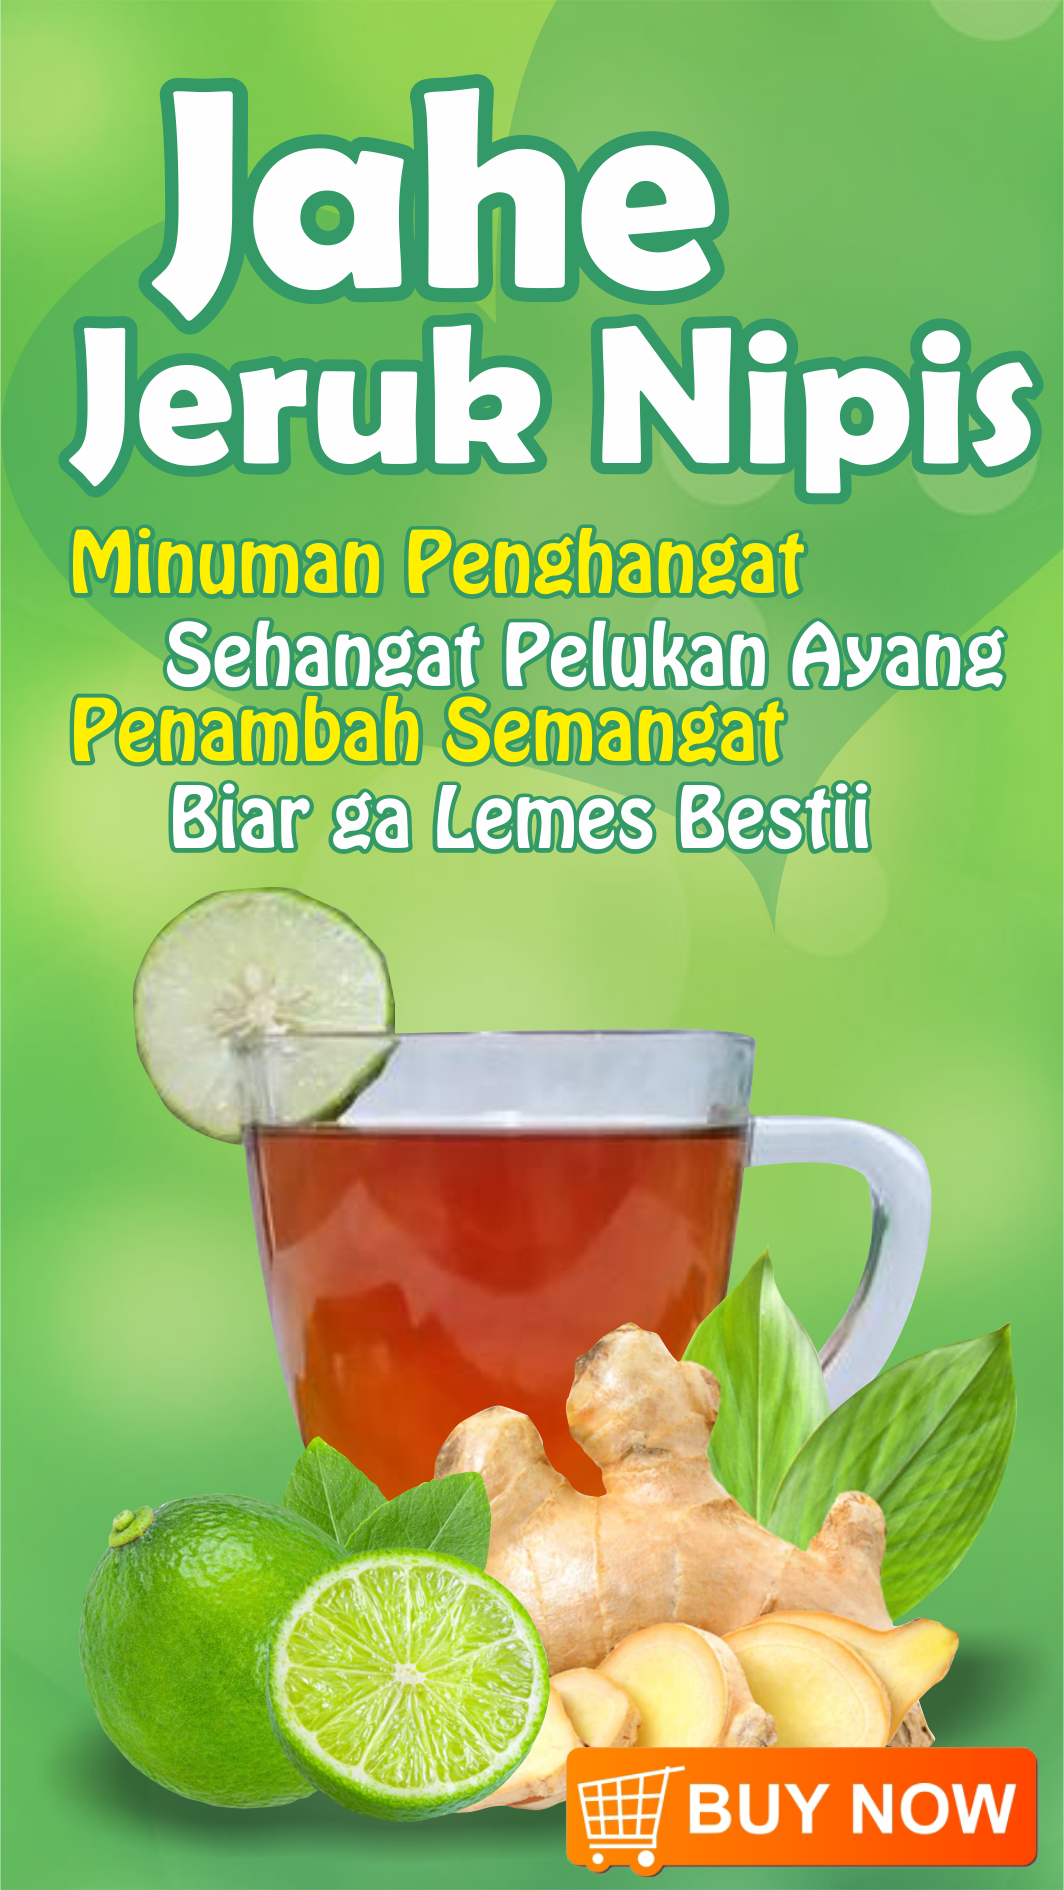 Jahe
Jeruk Nipis
Minuman Penghangat
Sehangat Pelukan Ayang
Penambah Semangat
Biar ga Lemes Bestii
BUY NOW